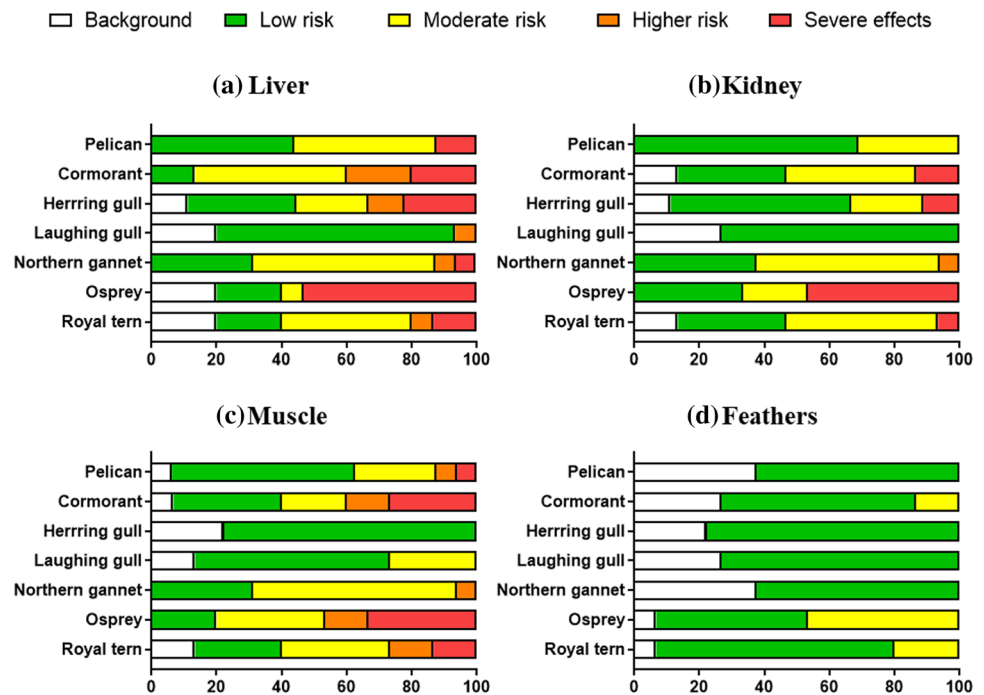 Background Low risk Moderate risk Higher risk Severe effects
(a) Liver
Pelican
Cormorant
Herrring gull
Laughing gull
Northern gannet
Osprey
Royal tern
0 20 40 60 80 100
(b) Kidney
Pelican
Cormorant
Herrring gull
Laughing gull
Northern gannet
Osprey
Royal tern
0 20 40 60 80 100
(c) Muscle
Pelican
Cormorant
Herrring gull
Laughing gull
Northern gannet
Osprey
Royal tern
0 20 40 60 80 100
(d) Feathers
Pelican
Cormorant
Herrring gull
Laughing gull
Northern gannet
Osprey
Royal tern
0 20 40 60 80 100